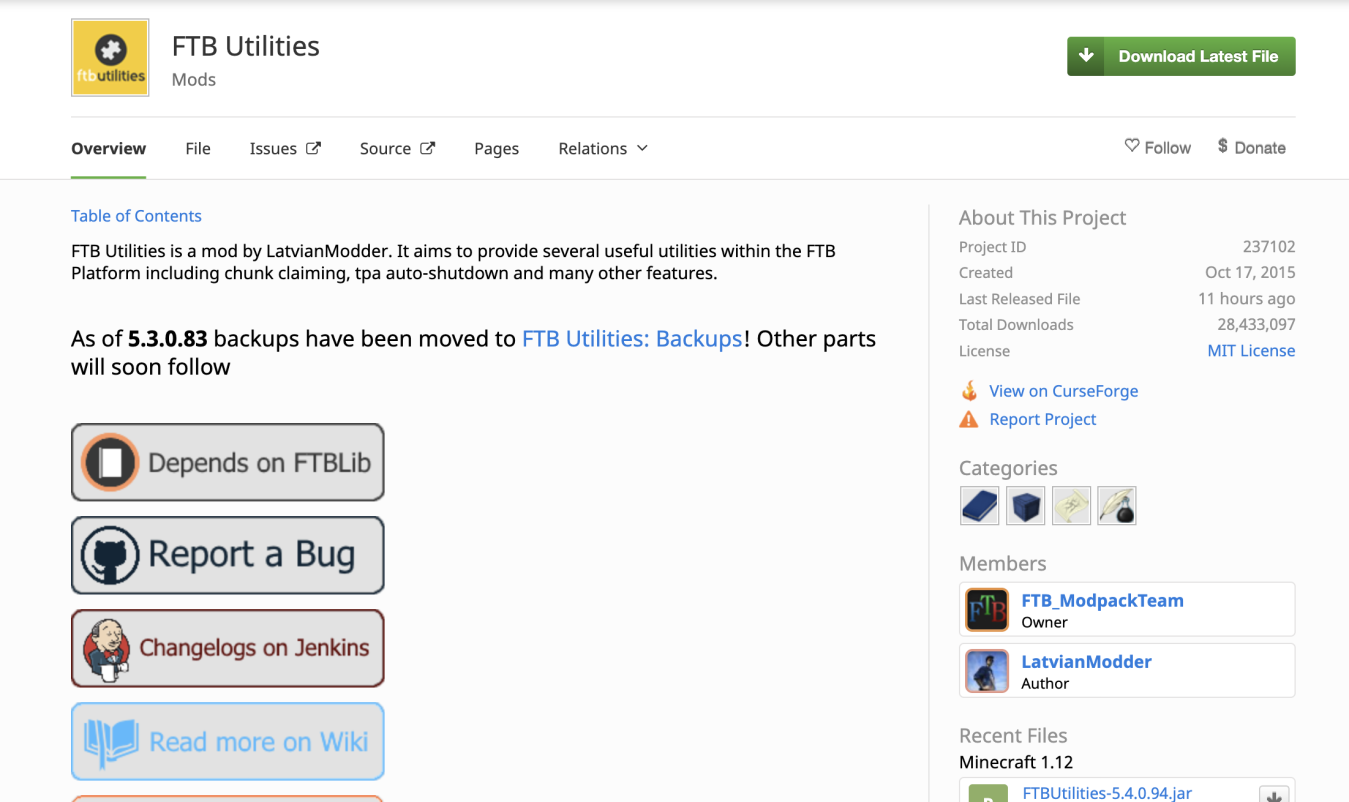 ftbutilities
FTB Utilities
Mods
Download Latest File
Overview
File
Issues
Source
Pages
Relations
Follow
$ Donate
Table of Contents
FTB Utilities is a mod by LatvianModder. It aims to provide several useful utilities within the FTB
Platform including chunk claiming, tpa auto-shutdown and many other features.
As of 5.3.0.83 backups have been moved to FTB Utilities: Backups! Other parts
will soon follow
Depends on FTBLib
Report a Bug
Changelogs on Jenkins
Read more on Wiki
About This Project
Project ID 237102
Created Oct 17, 2015
Last Released File 11 hours ago
Total Downloads 28,433,097
License MIT License
View on CurseForge
Report Project
Categories
Members
FTB
FTB_ModpackTeam
Owner
LatvianModder
Author
Recent Files
Minecraft 1.12
R
FTBUtilities-5.4.0.94.jar